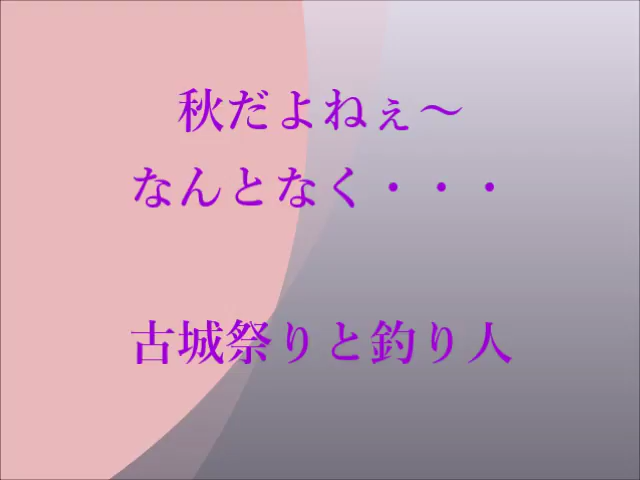 秋だよねぇ～
なんとなく・・・
古城祭りと釣り人